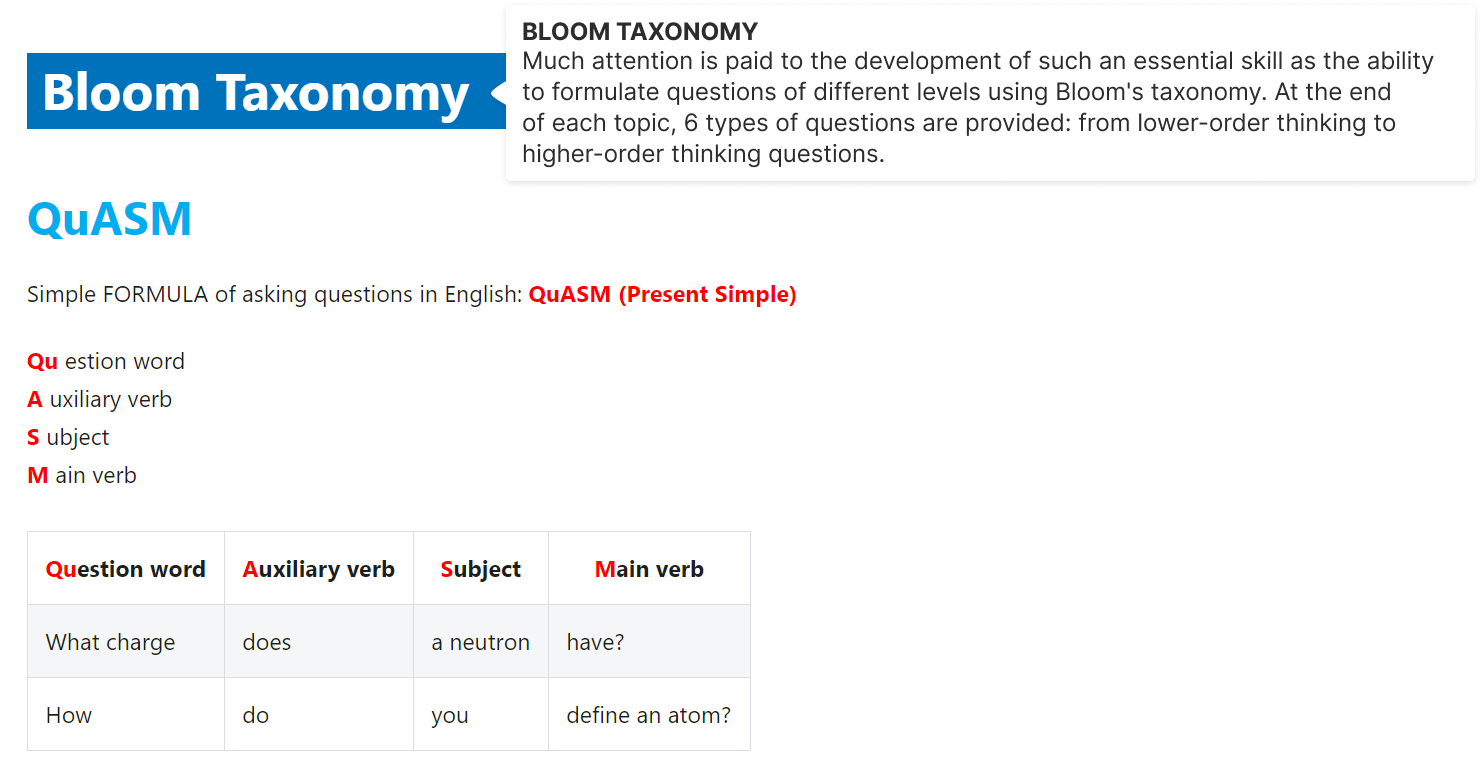 Bloom Taxonomy
BLOOM TAXONOMY
Much attention is paid to the development of such an essential skill as the ability
to formulate questions of different levels using Bloom's taxonomy. At the end
of each topic, 6 types of questions are provided: from lower-order thinking to
higher-order thinking questions.
QuASM
Simple FORMULA of asking questions in English: QuASM (Present Simple)
Qu estion word
A uxiliary verb
S ubject
M ain verb
Question word Auxiliary verb Subject Main verb
What charge does a neutron have?
How do you define an atom?